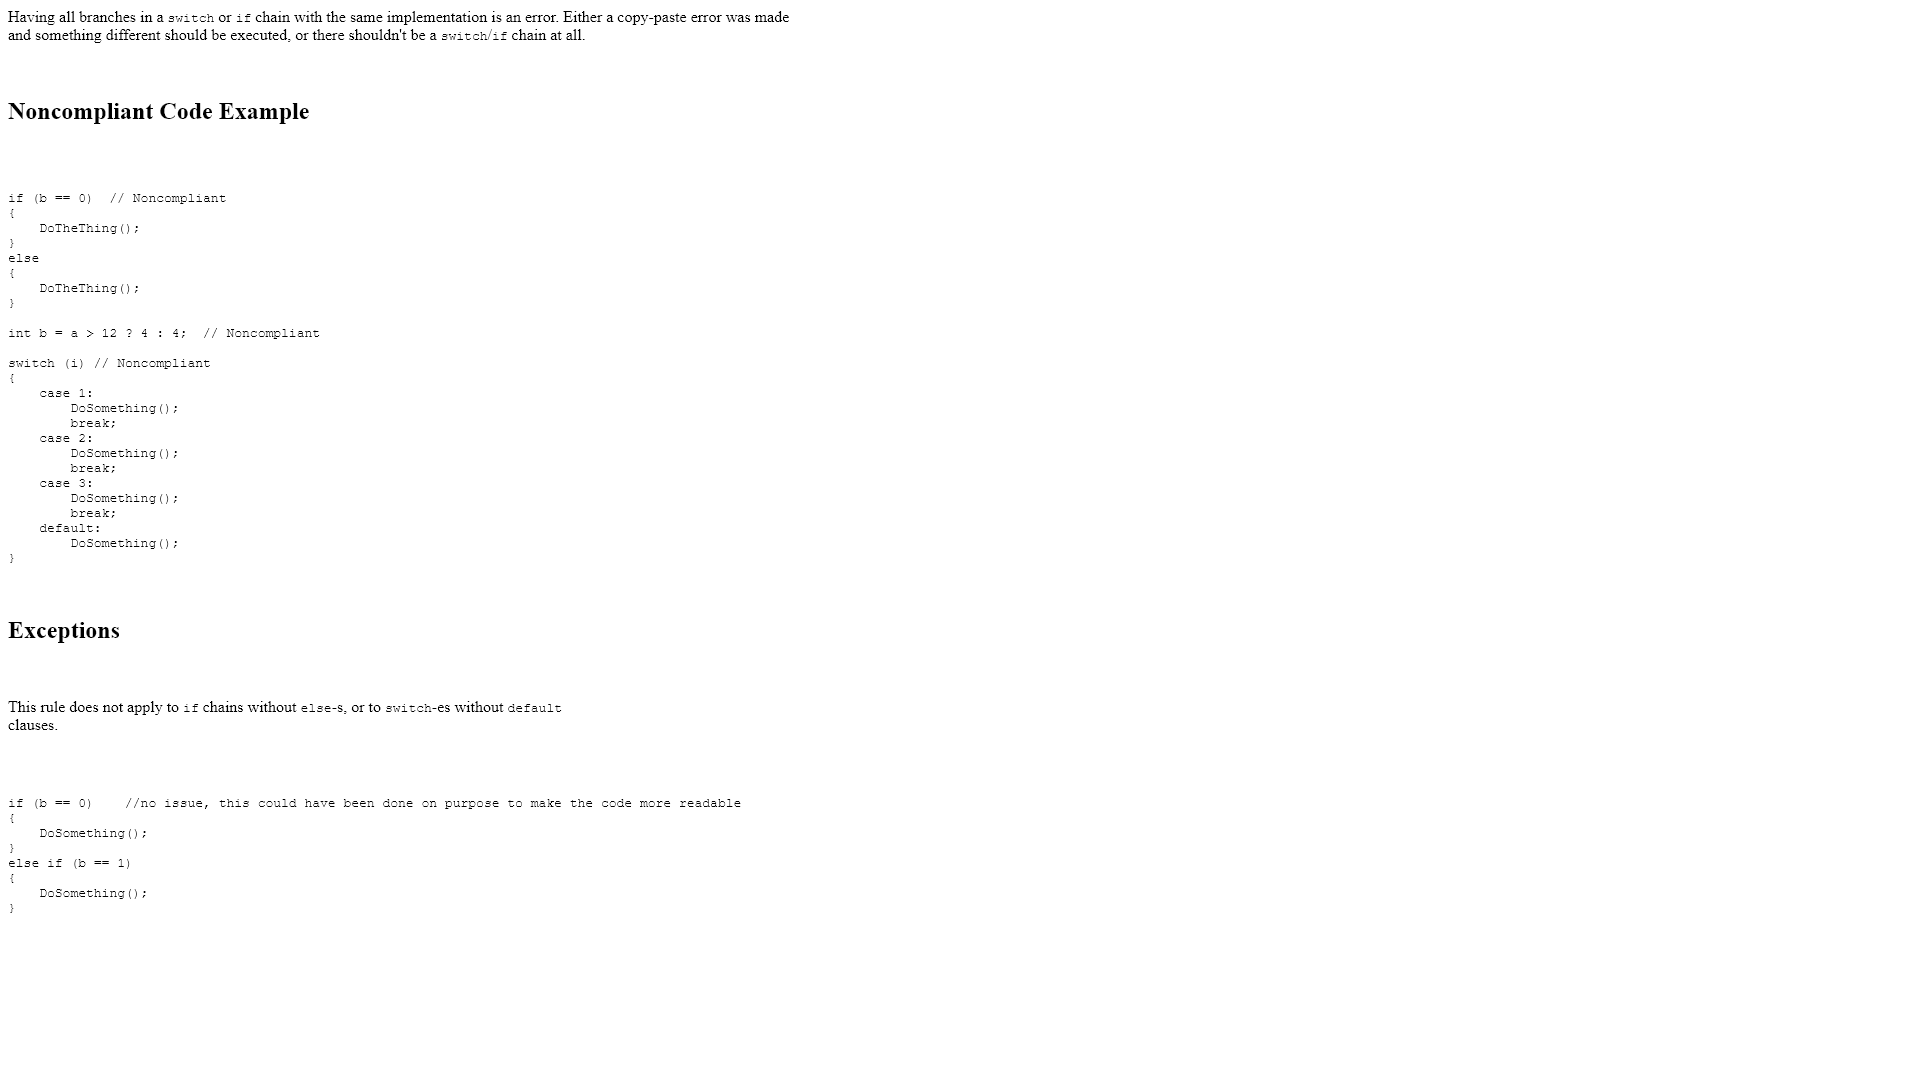 Having all branches in a switch or if chain with the same implementation is an error. Either a copy-paste error was made
and something different should be executed, or there shouldn't be a switch/if chain at all.
Noncompliant Code Example
if (b == 0)  // Noncompliant
{
    DoTheThing();
}
else
{
    DoTheThing();
}
int b = a > 12 ? 4 : 4;  // Noncompliant
switch (i) // Noncompliant
{
    case 1:
        DoSomething();
        break;
    case 2:
        DoSomething();
        break;
    case 3:
        DoSomething();
        break;
    default:
        DoSomething();
}
Exceptions
This rule does not apply to if chains without else-s, or to switch-es without default
clauses.
if (b == 0)    //no issue, this could have been done on purpose to make the code more readable
{
    DoSomething();
}
else if (b == 1)
{
    DoSomething();
}